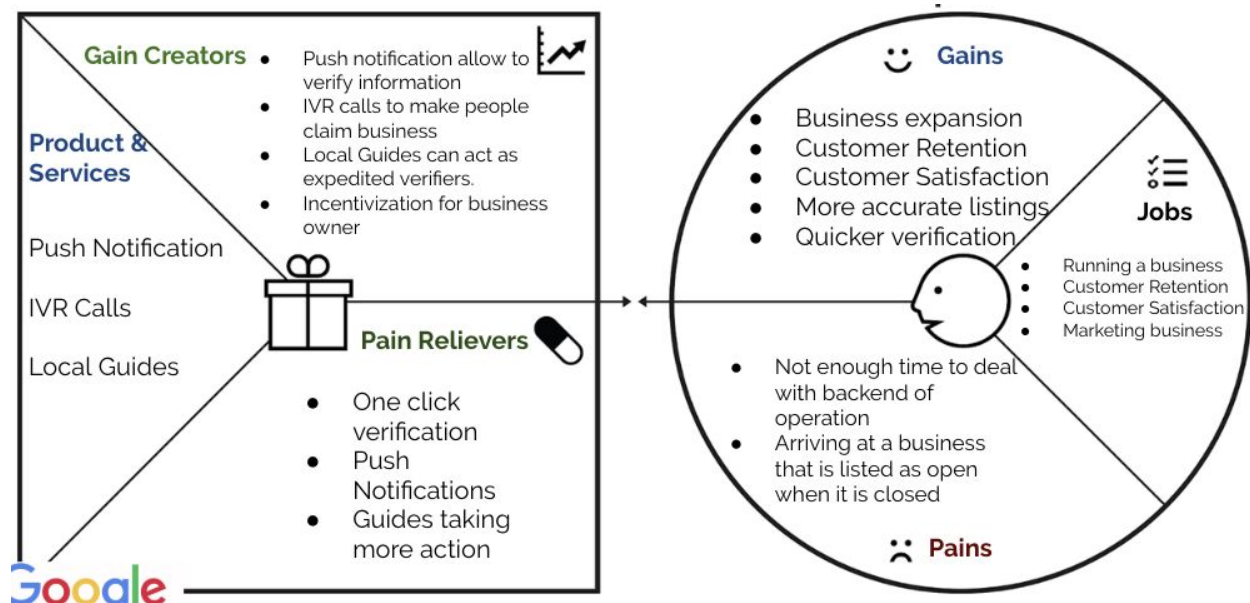 Gain Creators
● Push notification allow to
verify information
● IVR calls to make people
claim business
● Local Guides can act as
expedited verifiers.
● Incentivization for business
owner
Product &
Services
Push Notification
IVR Calls
Local Guides
Pain Relievers
● One click
verification
● Push
Notifications
● Guides taking
more action
Google
Gains
● Business expansion
● Customer Retention
● Customer Satisfaction
● More accurate listings
● Quicker verification
Jobs
● Running a business
● Customer Retention
● Customer Satisfaction
● Marketing business
● Not enough time to deal
with backend of
operation
● Arriving at a business
that is listed as open
when it is closed
Pains